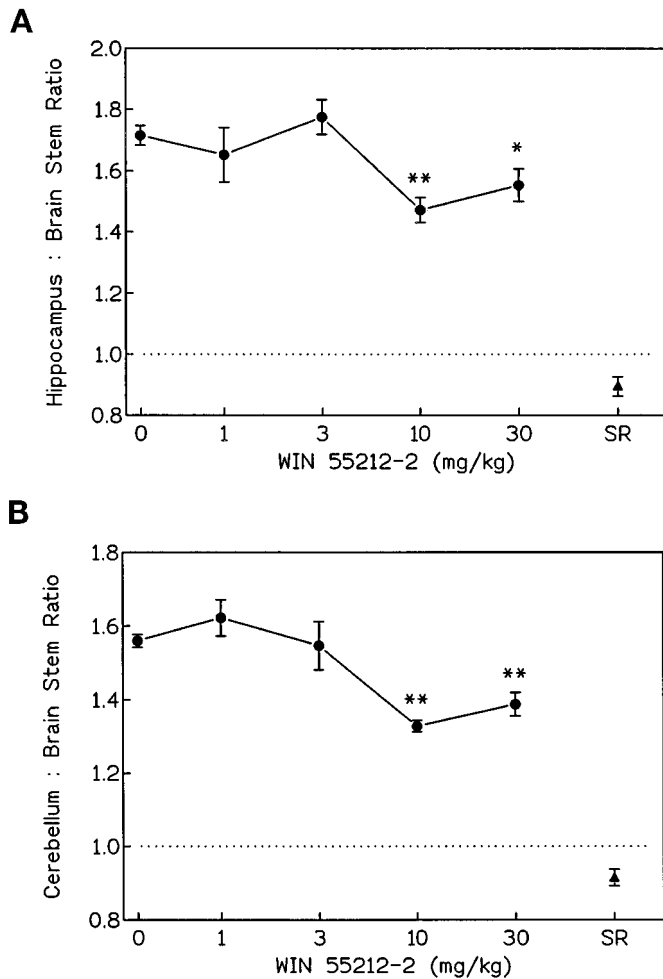 A
2.0
1.8
1.6
1.4
1.2
1.0
0.8
Hippocampus : Brain Stem Ratio
**
*
0 1 3 10 30 SR
WIN 55212-2 (mg/kg)
B
1.8
1.6
1.4
1.2
1.0
0.8
Cerebellum : Brain Stem Ratio
**
**
0 1 3 10 30 SR
WIN 55212-2 (mg/kg)